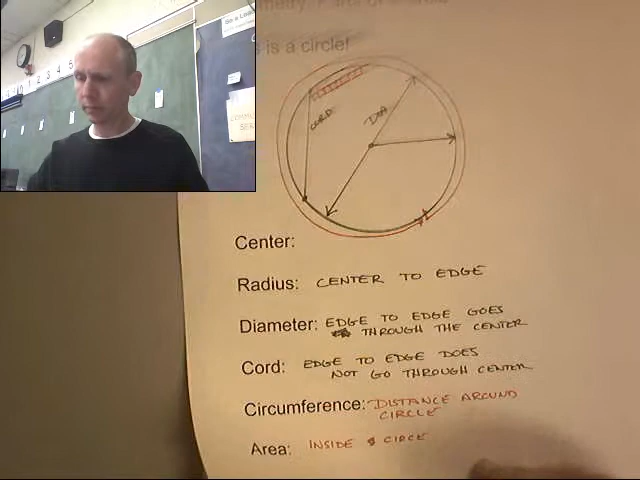 s is a circle!
CORD
DIA
Center:
Radius: CENTER TO EDGE
Diameter: EDGE TO EDGE GOES
THROUGH THE CENTER
Cord: EDGE TO EDGE DOES
NOT GO THROUGH CENTER
Circumference: DISTANCE AROUND
CIRCLE
Area: INSIDE CIRCE